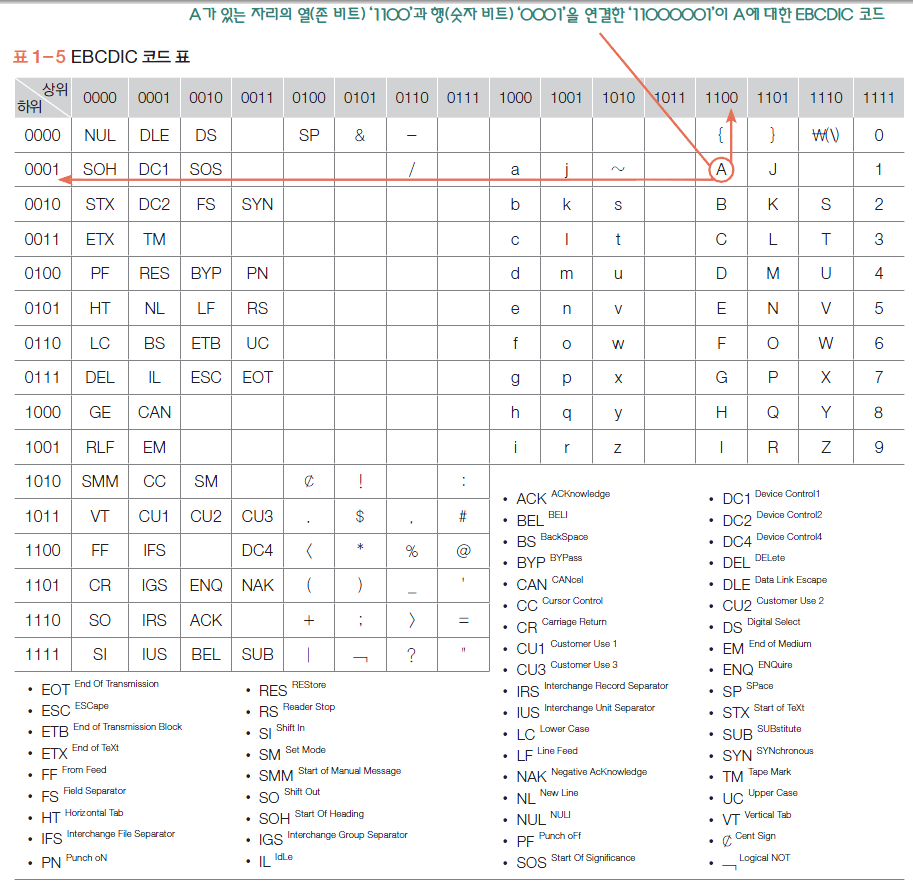 A가 있는 자리의 열(존 비트) ‘1100’과 행(숫자 비트) ‘0001’을 연결한 ‘11000001’이 A에 대한 EBCDIC 코드
표 1-5 EBCDIC 코드 표
상위
하위
0000 0001 0010 0011 0100 0101 0110 0111 1000 1001 1010 1011 1100 1101 1110 1111
0000 NUL DLE DS SP & – { } ₩(\) 0
0001 SOH DC1 SOS / a j ~ A J 1
0010 STX DC2 FS SYN b k s B K S 2
0011 ETX TM c l t C L T 3
0100 PF RES BYP PN d m u D M U 4
0101 HT NL LF RS e n v E N V 5
0110 LC BS ETB UC f o w F O W 6
0111 DEL IL ESC EOT g p x G P X 7
1000 GE CAN h q y H Q Y 8
1001 RLF EM i r z I R Z 9
1010 SMM CC SM ₵ ! :
1011 VT CU1 CU2 CU3 . $ , #
1100 FF IFS DC4 〈 * % @
1101 CR IGS ENQ NAK ( ) _ '
1110 SO IRS ACK + ; 〉 =
1111 SI IUS BEL SUB | ¬ ? "
• EOT End Of Transmission
• ESC ESCape
• ETB End of Transmission Block
• ETX End of TeXt
• FF From Feed
• FS Field Separator
• HT Horizontal Tab
• IFS Interchange File Separator
• PN Punch oN
• RES REStore
• RS Reader Stop
• SI Shift In
• SM Set Mode
• SMM Start of Manual Message
• SO Shift Out
• SOH Start Of Heading
• IGS Interchange Group Separator
• IL IdLe
• ACK ACKnowledge
• BEL BELl
• BS BackSpace
• BYP BYPass
• CAN CANcel
• CC Cursor Control
• CR Carriage Return
• CU1 Customer Use 1
• CU3 Customer Use 3
• IRS Interchange Record Separator
• IUS Interchange Unit Separator
• LC Lower Case
• LF Line Feed
• NAK Negative AcKnowledge
• NL New Line
• NUL NULl
• PF Punch oFf
• SOS Start Of Significance
• DC1 Device Control1
• DC2 Device Control2
• DC4 Device Control4
• DEL DELete
• DLE Data Link Escape
• CU2 Customer Use 2
• DS Digital Select
• EM End of Medium
• ENQ ENQuire
• SP SPace
• STX Start of TeXt
• SUB SUBstitute
• SYN SYNchronous
• TM Tape Mark
• UC Upper Case
• VT Vertical Tab
• ₵ Cent Sign
• ¬ Logical NOT